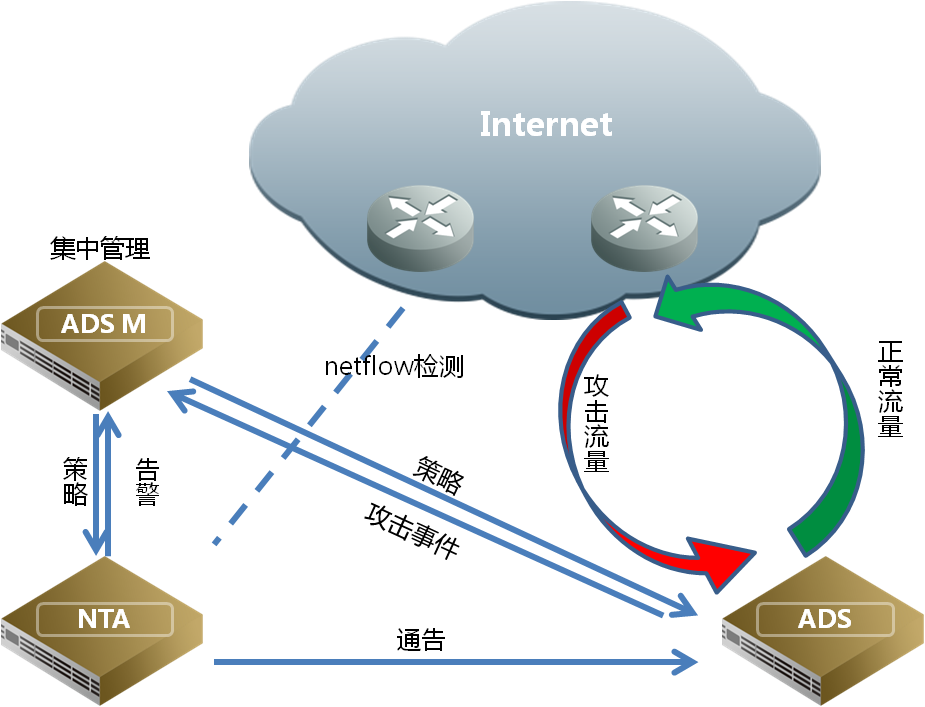 Internet
集中管理
ADS M
netflow检测
攻击流量
正常流量
策略
告警
策略
攻击事件
NTA
通告
ADS